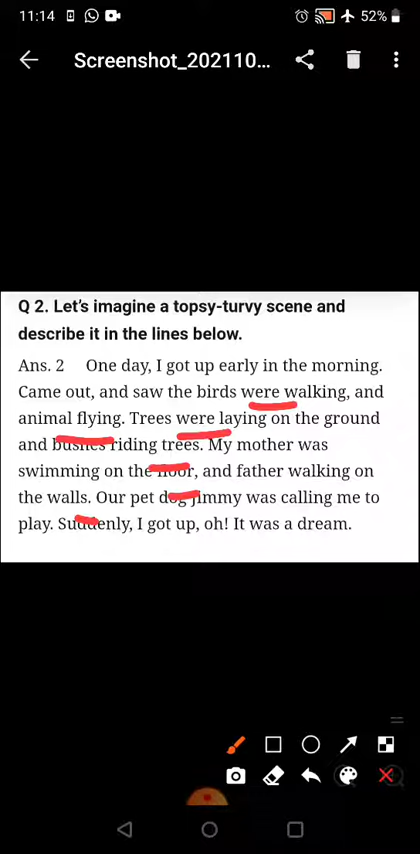 11:14
52%
Screenshot_202110...
Q 2. Let's imagine a topsy-turvy scene and
describe it in the lines below.
Ans. 2 One day, I got up early in the morning.
Came out, and saw the birds were walking, and
animal flying. Trees were laying on the ground
and bushes riding trees. My mother was
swimming on the floor, and father walking on
the walls. Our pet dog Jimmy was calling me to
play. Suddenly, I got up, oh! It was a dream.